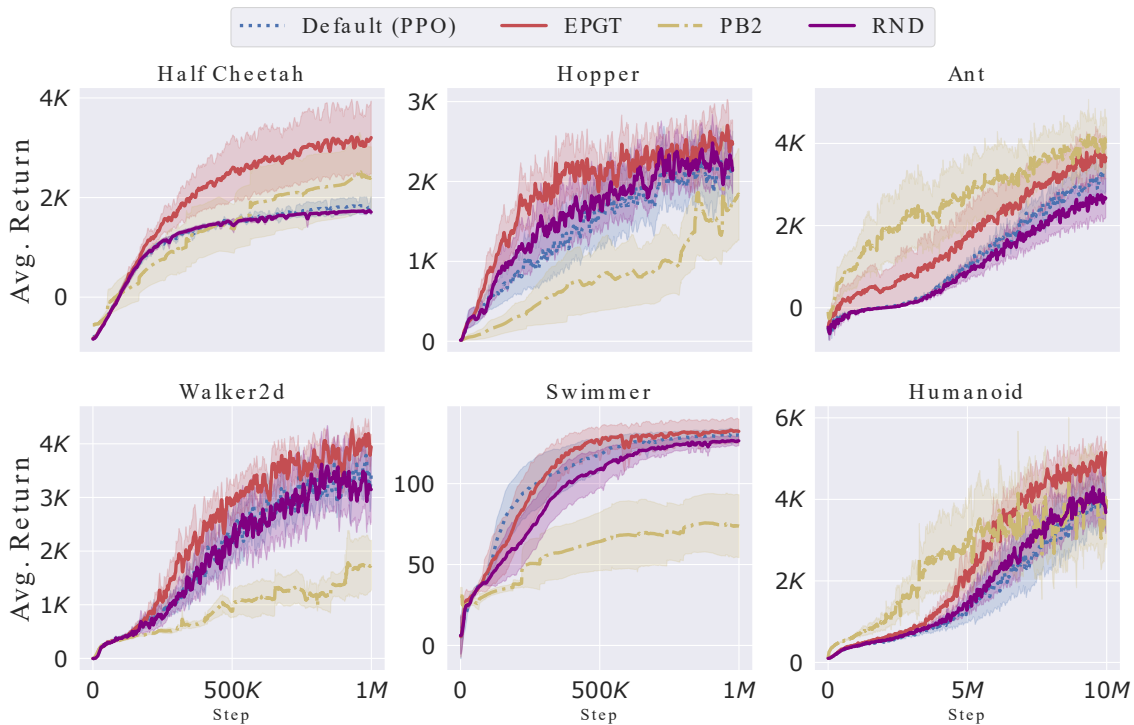 Default (PPO) EPGT PB2 RND
Half Cheetah Hopper Ant
4K
2K
0
Avg. Return
3K
2K
1K
0
4K
2K
0
Walker2d Swimmer Humanoid
4K
3K
2K
1K
0
Avg. Return
100
50
0
6K
4K
2K
0
0 500K 1M
Step
0 500K 1M
Step
0 5M 10M
Step